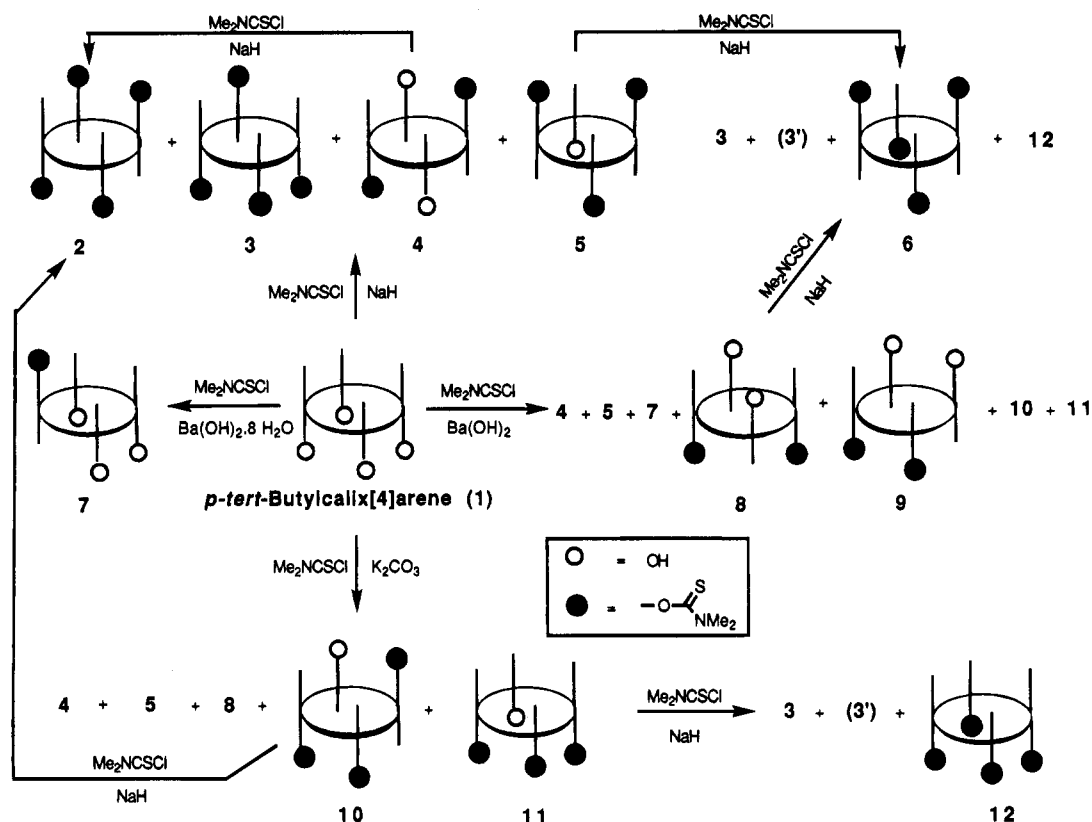 Me₂NCSCl
NaH
Me₂NCSCl
NaH
+ + + 3 + (3') + + 12
2 3 4 5 6
Me₂NCSCl NaH
Me₂NCSCl
NaH
Me₂NCSCl
Ba(OH)₂.8 H₂O
Me₂NCSCl
Ba(OH)₂
4 + 5 + 7 + + + 10 + 11
7
p-tert-Butylcalix[4]arene (1)
8 9
Me₂NCSCl K₂CO₃
= OH
= —O S NMe₂
4 + 5 + 8 + +
Me₂NCSCl
NaH
3 + (3') +
Me₂NCSCl
NaH
10 11 12